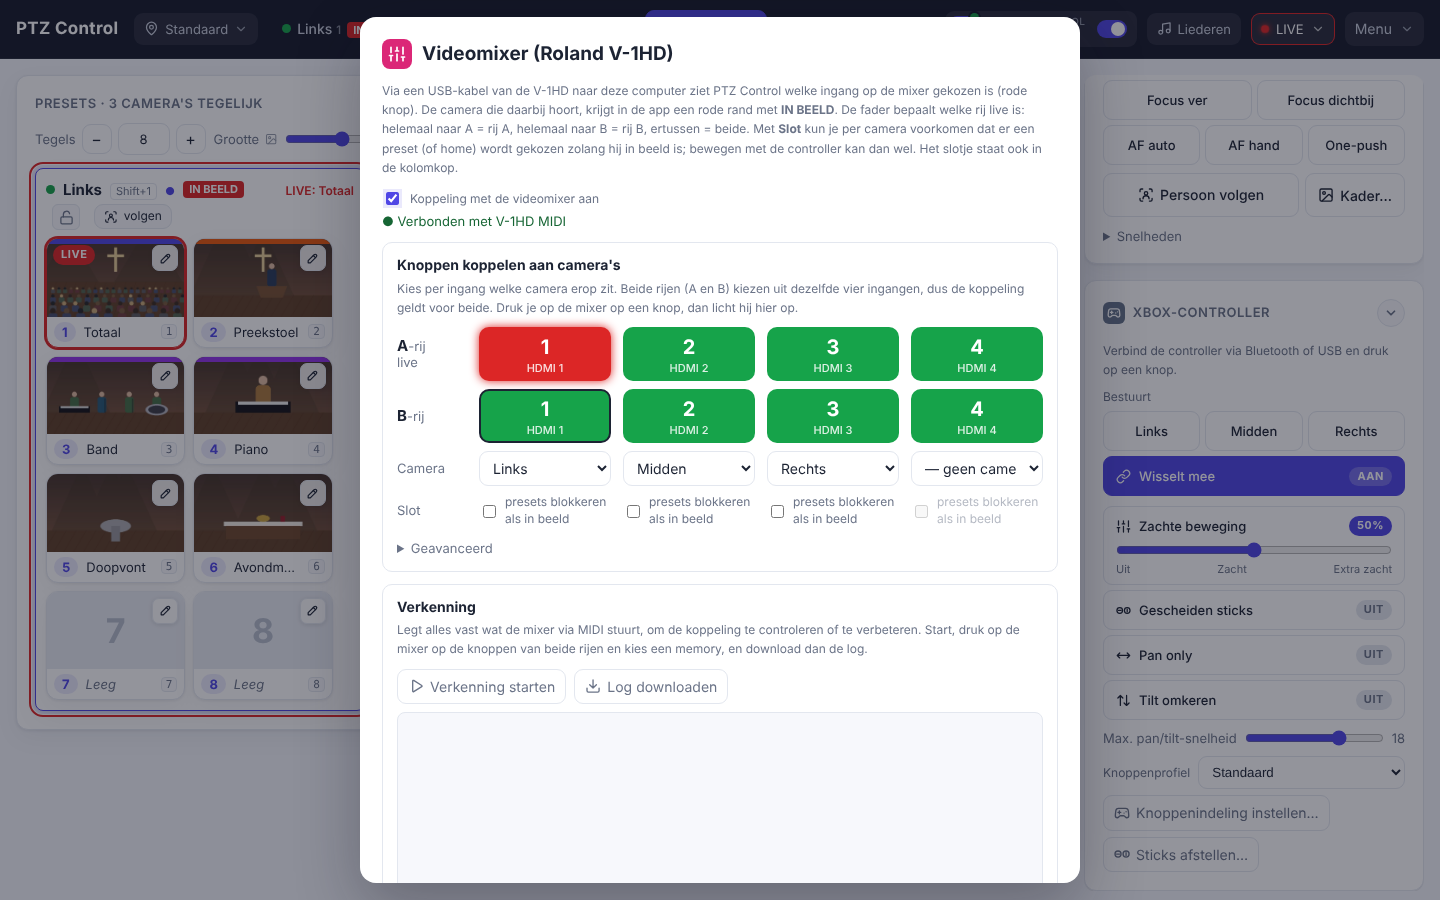 PTZ Control
Standaard
Links 1
Liederen
LIVE
Menu
PRESETS · 3 CAMERA'S TEGELIJK
Tegels
−
8
+
Grootte
Links
Shift+1
IN BEELD
LIVE: Totaal
volgen
LIVE
1 Totaal 1
2 Preekstoel 2
3 Band 3
4 Piano 4
5 Doopvont 5
6 Avondm... 6
7
8
7 Leeg 7
8 Leeg 8
Videomixer (Roland V-1HD)
Via een USB-kabel van de V-1HD naar deze computer ziet PTZ Control welke ingang op de mixer gekozen is (rode
knop). De camera die daarbij hoort, krijgt in de app een rode rand met IN BEELD. De fader bepaalt welke rij live is:
helemaal naar A = rij A, helemaal naar B = rij B, ertussen = beide. Met Slot kun je per camera voorkomen dat er een
preset (of home) wordt gekozen zolang hij in beeld is; bewegen met de controller kan dan wel. Het slotje staat ook in
de kolomkop.
Koppeling met de videomixer aan
Verbonden met V-1HD MIDI
Knoppen koppelen aan camera's
Kies per ingang welke camera erop zit. Beide rijen (A en B) kiezen uit dezelfde vier ingangen, dus de koppeling
geldt voor beide. Druk je op de mixer op een knop, dan licht hij hier op.
A-rij
live
1
HDMI 1
2
HDMI 2
3
HDMI 3
4
HDMI 4
B-rij
1
HDMI 1
2
HDMI 2
3
HDMI 3
4
HDMI 4
Camera
Links
Midden
Rechts
— geen came
Slot
presets blokkeren
als in beeld
presets blokkeren
als in beeld
presets blokkeren
als in beeld
presets blokkeren
als in beeld
Geavanceerd
Verkenning
Legt alles vast wat de mixer via MIDI stuurt, om de koppeling te controleren of te verbeteren. Start, druk op de
mixer op de knoppen van beide rijen en kies een memory, en download dan de log.
Verkenning starten
Log downloaden
Focus ver
Focus dichtbij
AF auto
AF hand
One-push
Persoon volgen
Kader...
Snelheden
XBOX-CONTROLLER
Verbind de controller via Bluetooth of USB en druk
op een knop.
Bestuurt
Links
Midden
Rechts
Wisselt mee
AAN
Zachte beweging
50%
Uit
Zacht
Extra zacht
Gescheiden sticks
UIT
Pan only
UIT
Tilt omkeren
UIT
Max. pan/tilt-snelheid
18
Knoppenprofiel
Standaard
Knoppenindeling instellen...
Sticks afstellen...